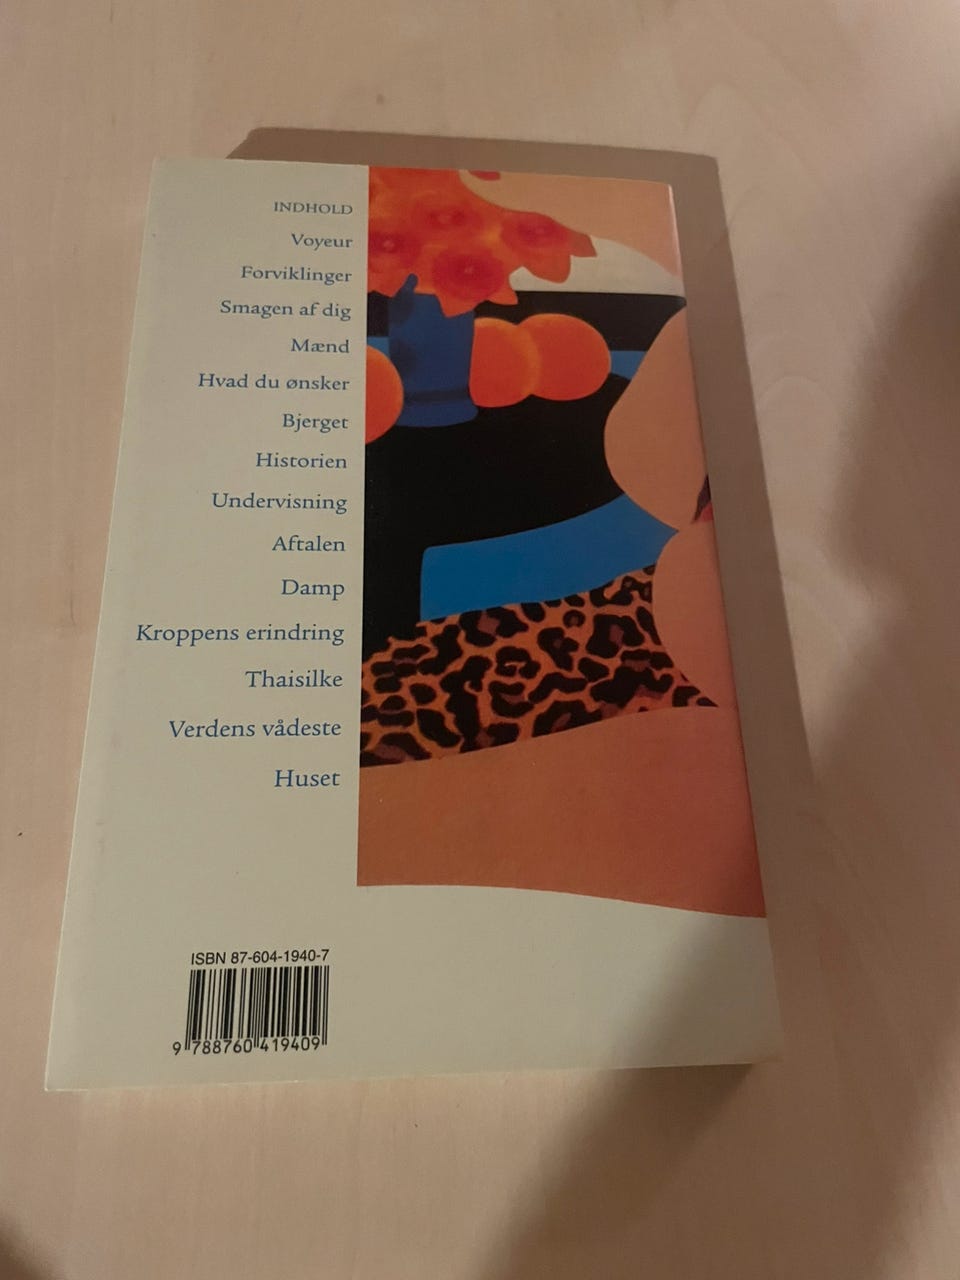 INDHOLD
Voyeur
Forviklinger
Smagen af dig
Mænd
Hvad du ønsker
Bjerget
Historien
Undervisning
Aftalen
Damp
Kroppens erindring
Thaisilke
Verdens vådeste
Huset
ISBN 87-604-1940-7
9 788760 419409